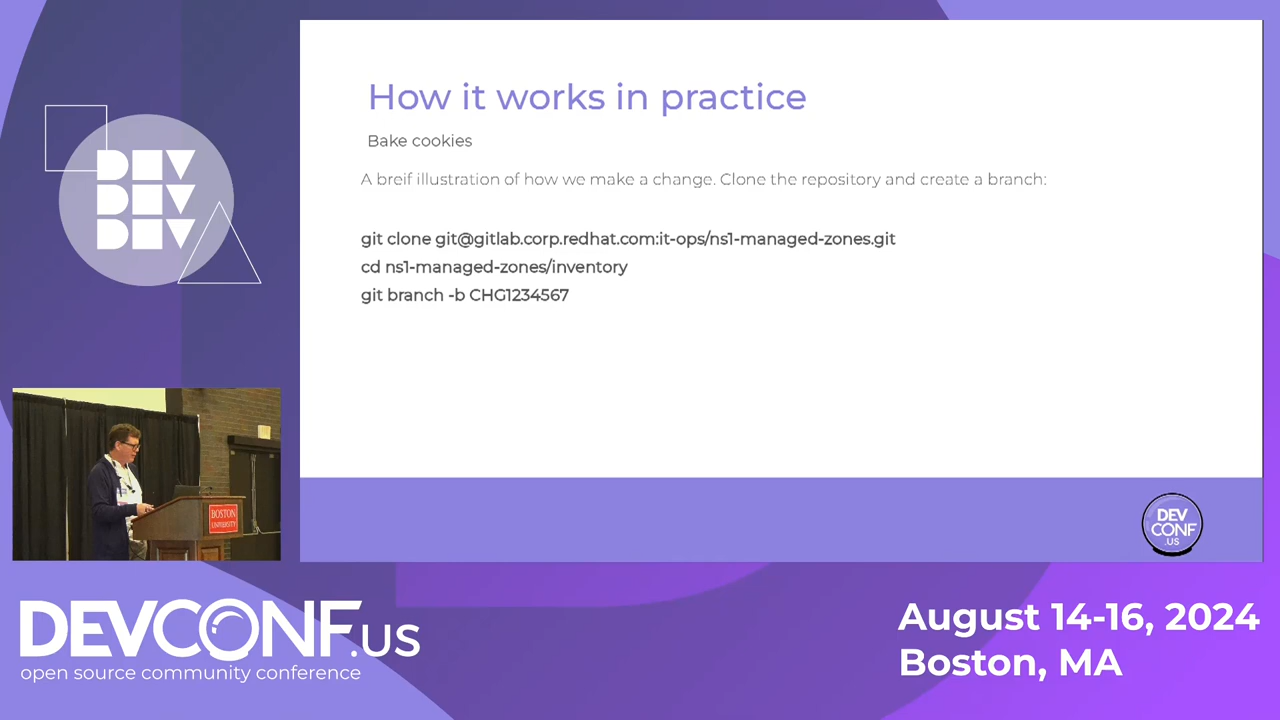 How it works in practice
Bake cookies
A breif illustration of how we make a change. Clone the repository and create a branch:
git clone git@gitlab.corp.redhat.com:it-ops/ns1-managed-zones.git
cd ns1-managed-zones/inventory
git branch -b CHG1234567
DEV
DEV
DEV
BOSTON
UNIVERSITY
DEV
CONF
.US
DEVCONF.US
open source community conference
August 14-16, 2024
Boston, MA